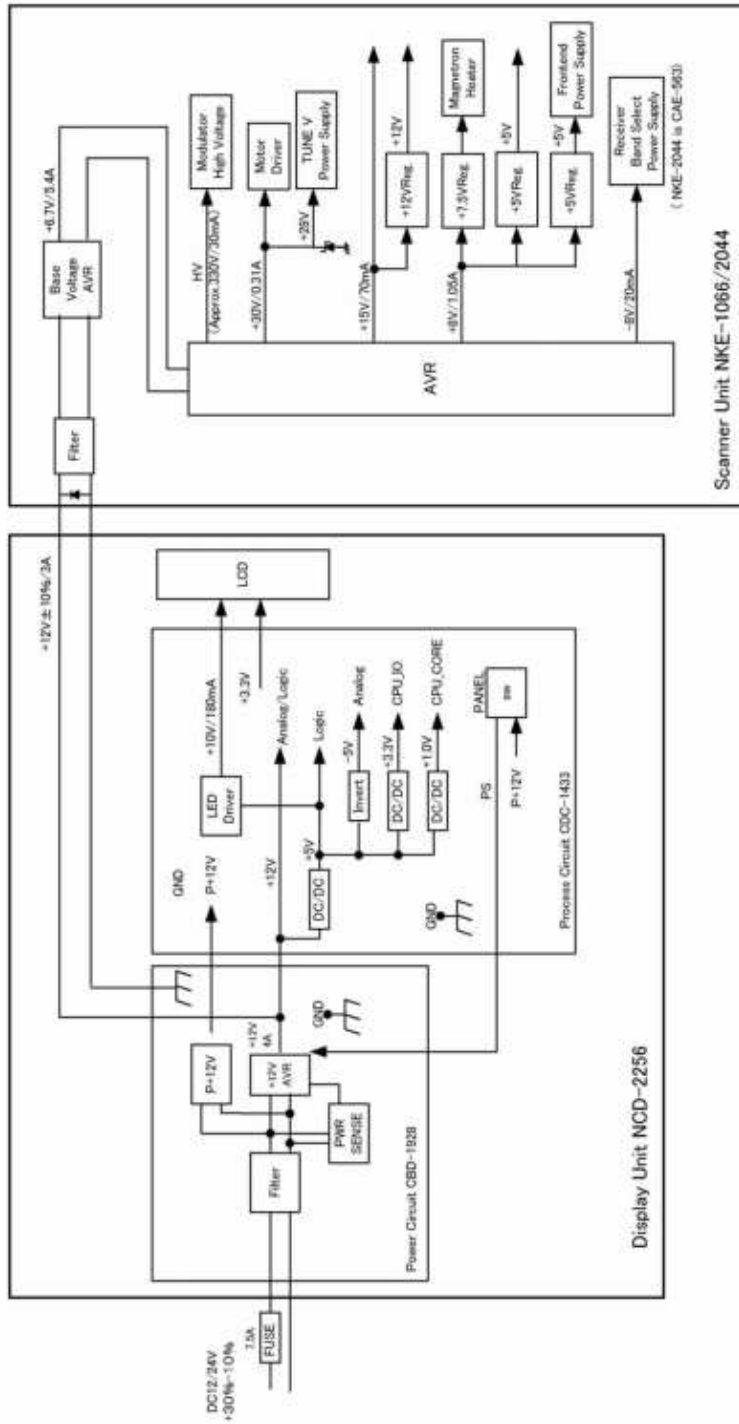 DC12/24V
+30%-10%
7.5A
FUSE
Filter
PWR
SENSE
P+12V
+12V
AVR
+12V
4A
GND
Power Circuit CBD-1928
GND
P+12V
+12V
DC/DC
+5V
LED
Driver
+10V/180mA
+3.3V
LCD
Analog/Logic
Logic
Invert
-5V
Analog
DC/DC
+3.3V
CPU_IO
DC/DC
+1.0V
CPU_CORE
GND
PS
PANEL
P+12V
Process Circuit CDC-1433
Display Unit NCD-2256
+12V±10%/3A
Filter
Base
Voltage
AVR
+6.7V/5.4A
AVR
HV
(Approx.330V/30mA)
Modulator
High Voltage
+30V/0.31A
Motor
Driver
+25V
TUNE V
Power Supply
+15V/70mA
+12VReg.
+12V
+8V/1.05A
+7.5VReg.
Magnetron
Heater
+5VReg.
+5V
+5VReg.
+5V
Frontend
Power Supply
-8V/20mA
Receiver
Band Select
Power Supply
( NKE-2044 is CAE-563)
Scanner Unit NKE-1066/2044